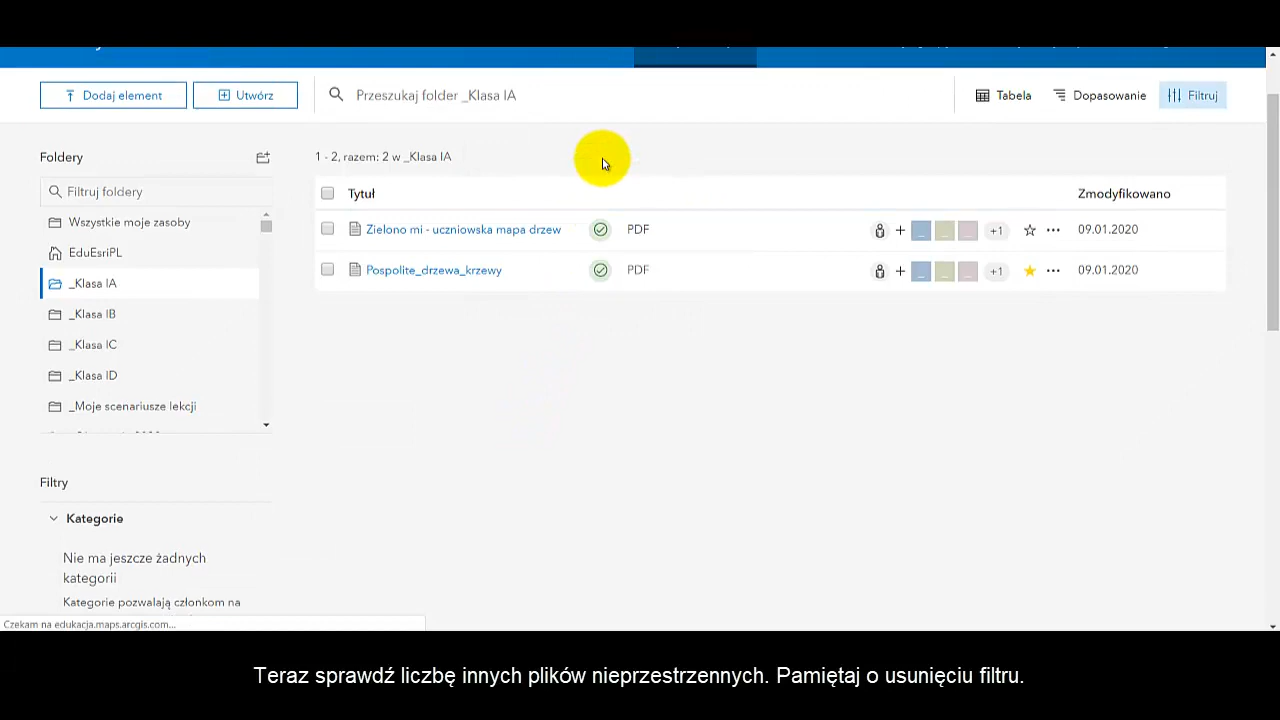 Dodaj element
Utwórz
Przeszukaj folder _Klasa IA
Tabela
Dopasowanie
Filtruj
Foldery
1 - 2, razem: 2 w _Klasa IA
Filtruj foldery
Tytuł
Zmodyfikowano
Wszystkie moje zasoby
Zielono mi - uczniowska mapa drzew
PDF
+1
09.01.2020
EduEsriPL
_Klasa IA
Pospolite_drzewa_krzewy
PDF
+1
09.01.2020
_Klasa IB
_Klasa IC
_Klasa ID
_Moje scenariusze lekcji
Filtry
Kategorie
Nie ma jeszcze żadnych
kategorii
Kategorie pozwalają członkom na
Czekam na edukacja.maps.arcgis.com...
Teraz sprawdź liczbę innych plików nieprzestrzennych. Pamiętaj o usunięciu filtru.